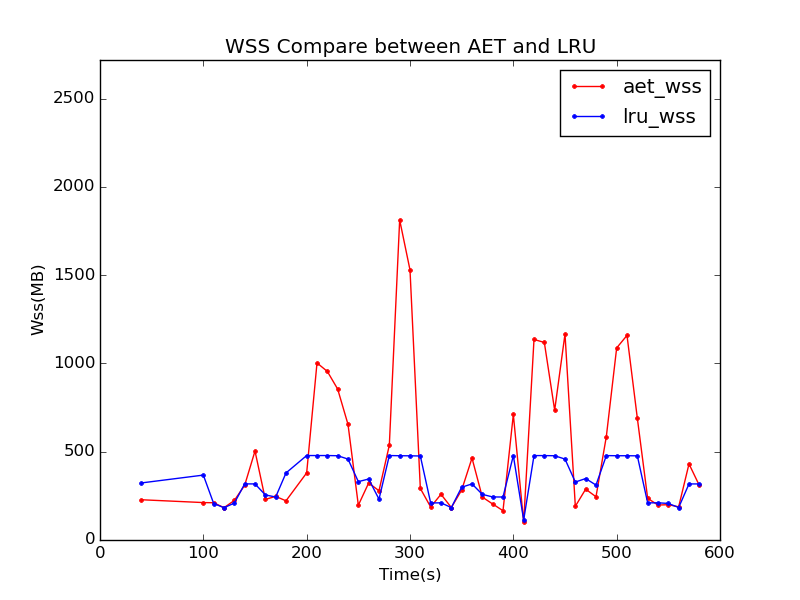 WSS Compare between AET and LRU
aet_wss
lru_wss
2500
2000
1500
1000
500
0
Wss(MB)
0 100 200 300 400 500 600
Time(s)